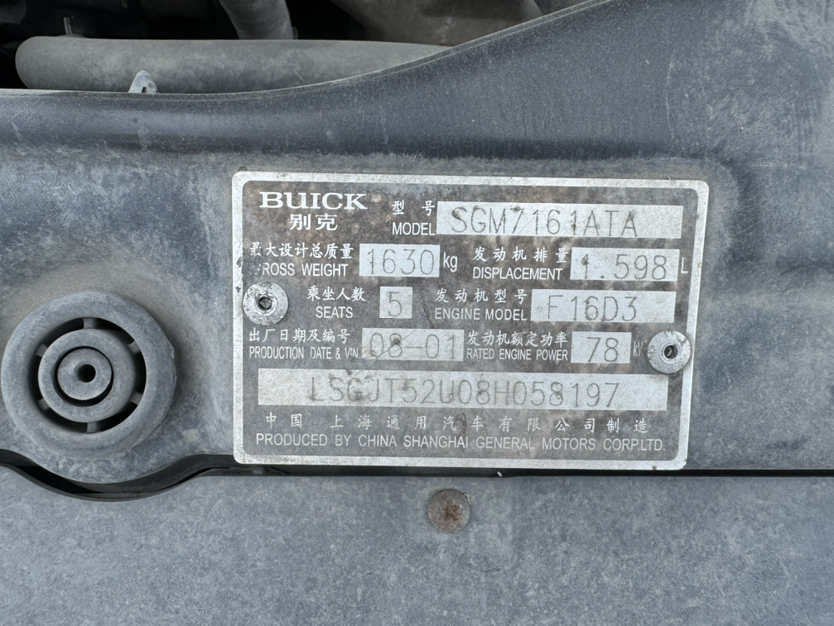 BUICK 型号 SGM7161ATA
别克 MODEL
最大设计总质量 1630 kg 发动机排量 1.598 L
GROSS WEIGHT DISPLACEMENT
乘坐人数 5 发动机型号 F16D3
SEATS ENGINE MODEL
出厂日期及编号 08-01 发动机额定功率 78
PRODUCTION DATE & VIN RATED ENGINE POWER
LSGJT52U08H058197
中国 上海通用汽车有限公司制造
PRODUCED BY CHINA SHANGHAI GENERAL MOTORS CORP.LTD.